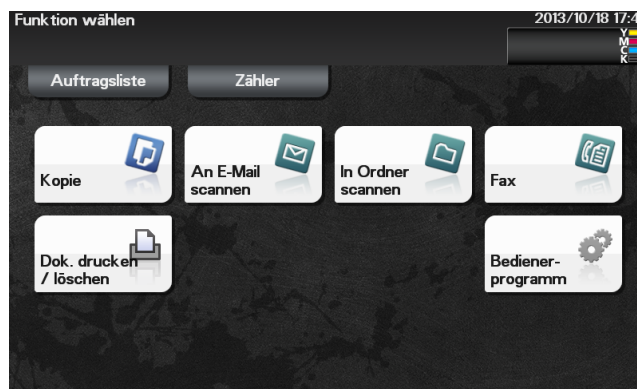 Funktion wählen
2013/10/18 17:4
Y
M
C
K
Auftragsliste
Zähler
Kopie
An E-Mail
scannen
In Ordner
scannen
Fax
Dok. drucken
/ löschen
Bediener-
programm